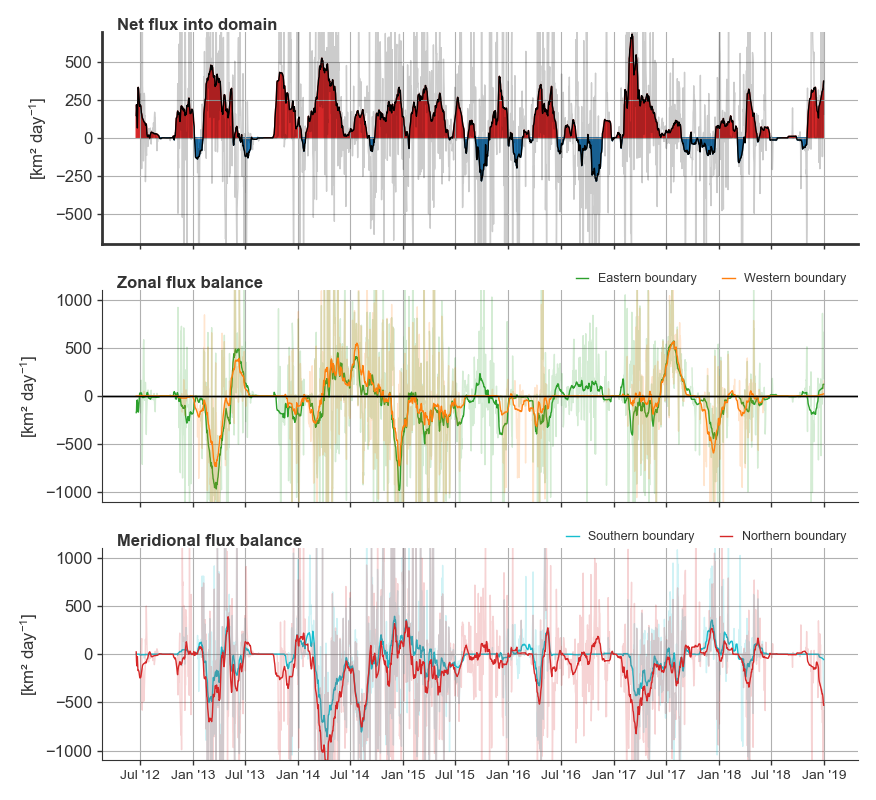 Net flux into domain
500
250
0
−250
−500
[km² day⁻¹]
Zonal flux balance
Eastern boundary
Western boundary
1000
500
0
−500
−1000
[km² day⁻¹]
Meridional flux balance
Southern boundary
Northern boundary
1000
500
0
−500
−1000
[km² day⁻¹]
Jul '12 Jan '13 Jul '13 Jan '14 Jul '14 Jan '15 Jul '15 Jan '16 Jul '16 Jan '17 Jul '17 Jan '18 Jul '18 Jan '19